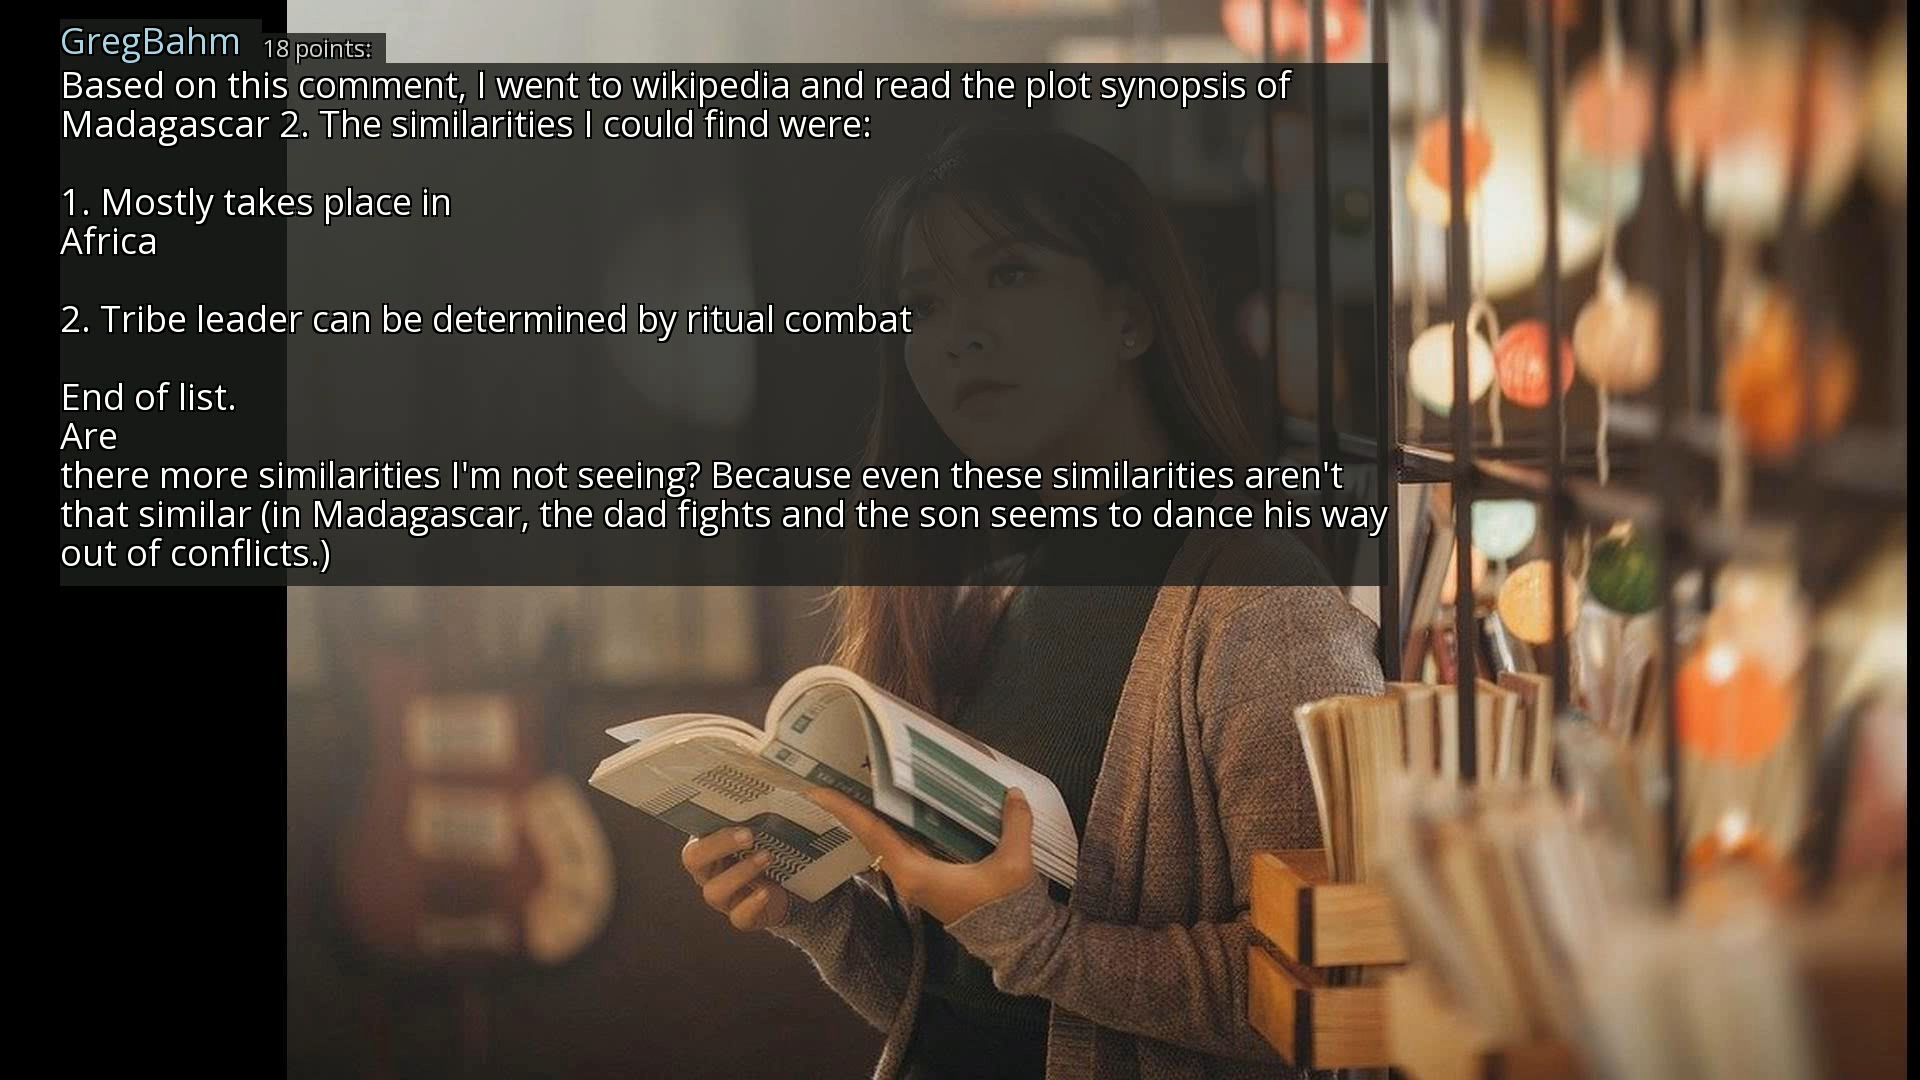 GregBahm 18 points:
Based on this comment, I went to wikipedia and read the plot synopsis of
Madagascar 2. The similarities I could find were:
1. Mostly takes place in
Africa
2. Tribe leader can be determined by ritual combat
End of list.
Are
there more similarities I'm not seeing? Because even these similarities aren't
that similar (in Madagascar, the dad fights and the son seems to dance his way
out of conflicts.)